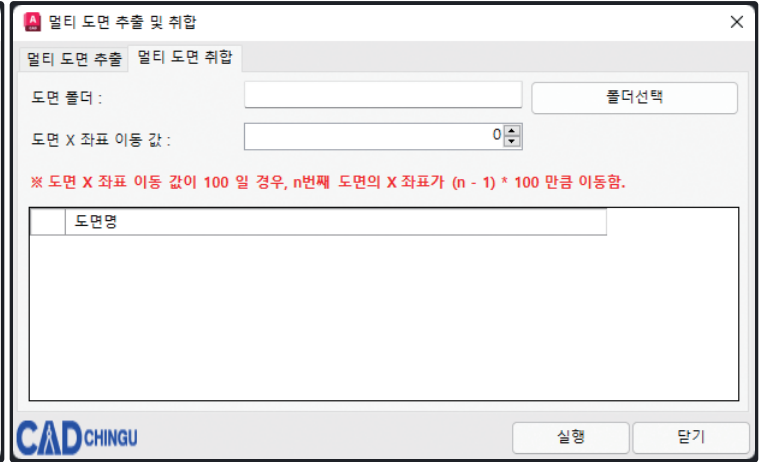 멀티 도면 추출 및 취합
멀티 도면 추출 멀티 도면 취합
도면 폴더 : 폴더선택
도면 X 좌표 이동 값 : 0
※ 도면 X 좌표 이동 값이 100 일 경우, n번째 도면의 X 좌표가 (n - 1) * 100 만큼 이동함.
도면명
CAD CHINGU 실행 닫기